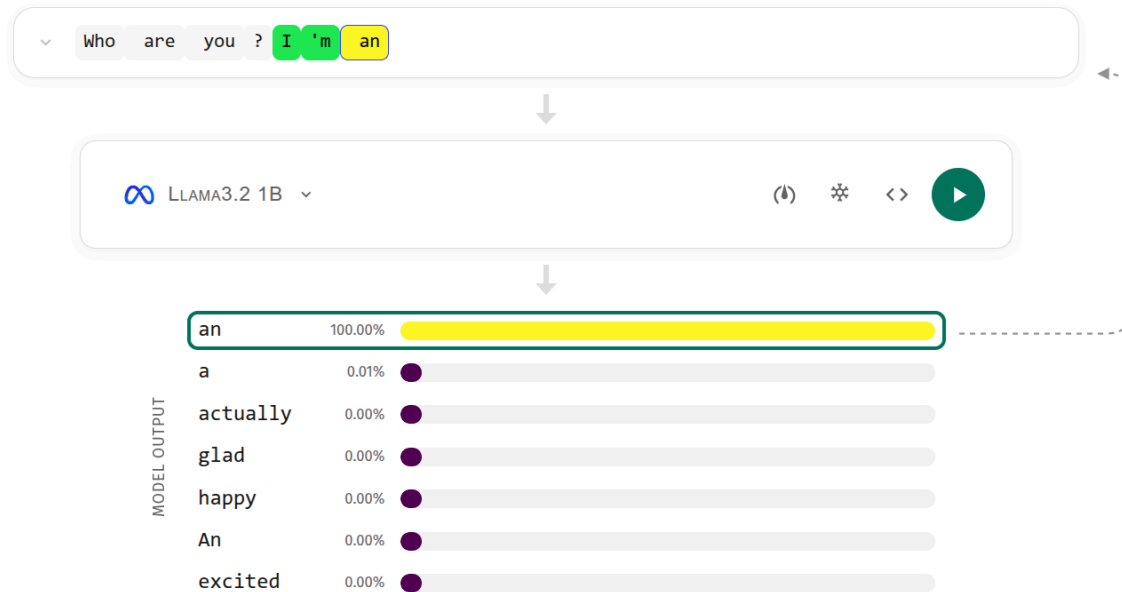 Who are you ? I 'm an
LLAMA3.2 1B
MODEL OUTPUT
an 100.00%
a 0.01%
actually 0.00%
glad 0.00%
happy 0.00%
An 0.00%
excited 0.00%